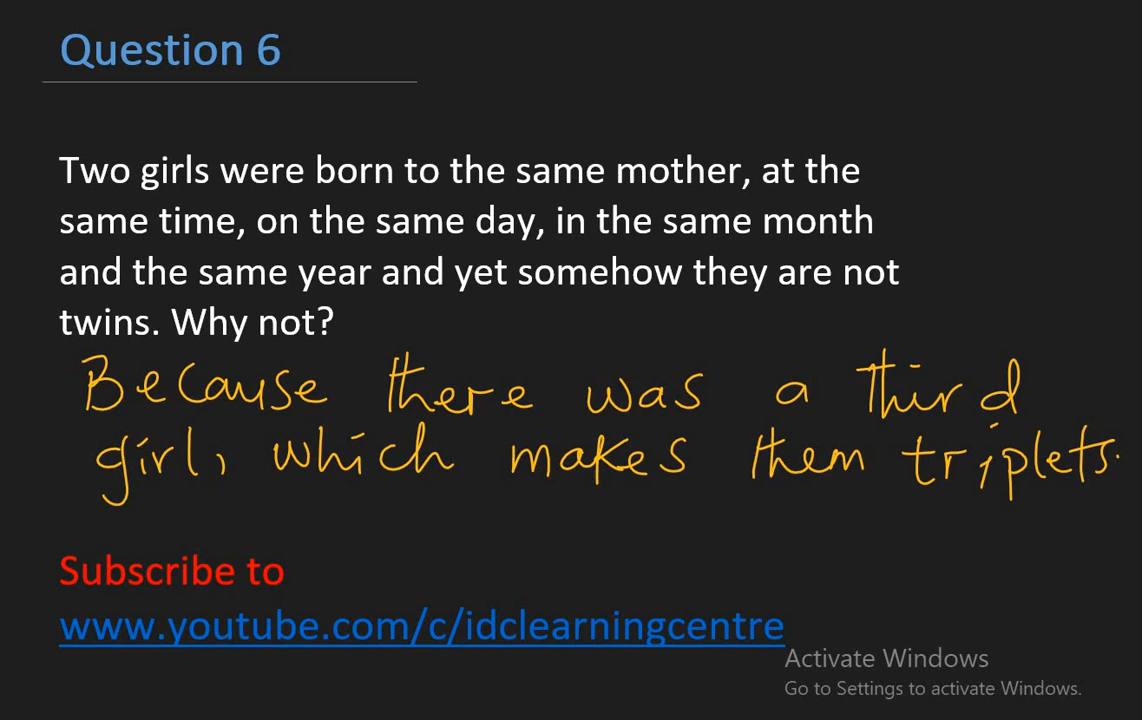 Question 6
Two girls were born to the same mother, at the
same time, on the same day, in the same month
and the same year and yet somehow they are not
twins. Why not?
Because there was a third
girl, which makes them triplets.
Subscribe to
www.youtube.com/c/idclearningcentre
Activate Windows
Go to Settings to activate Windows.